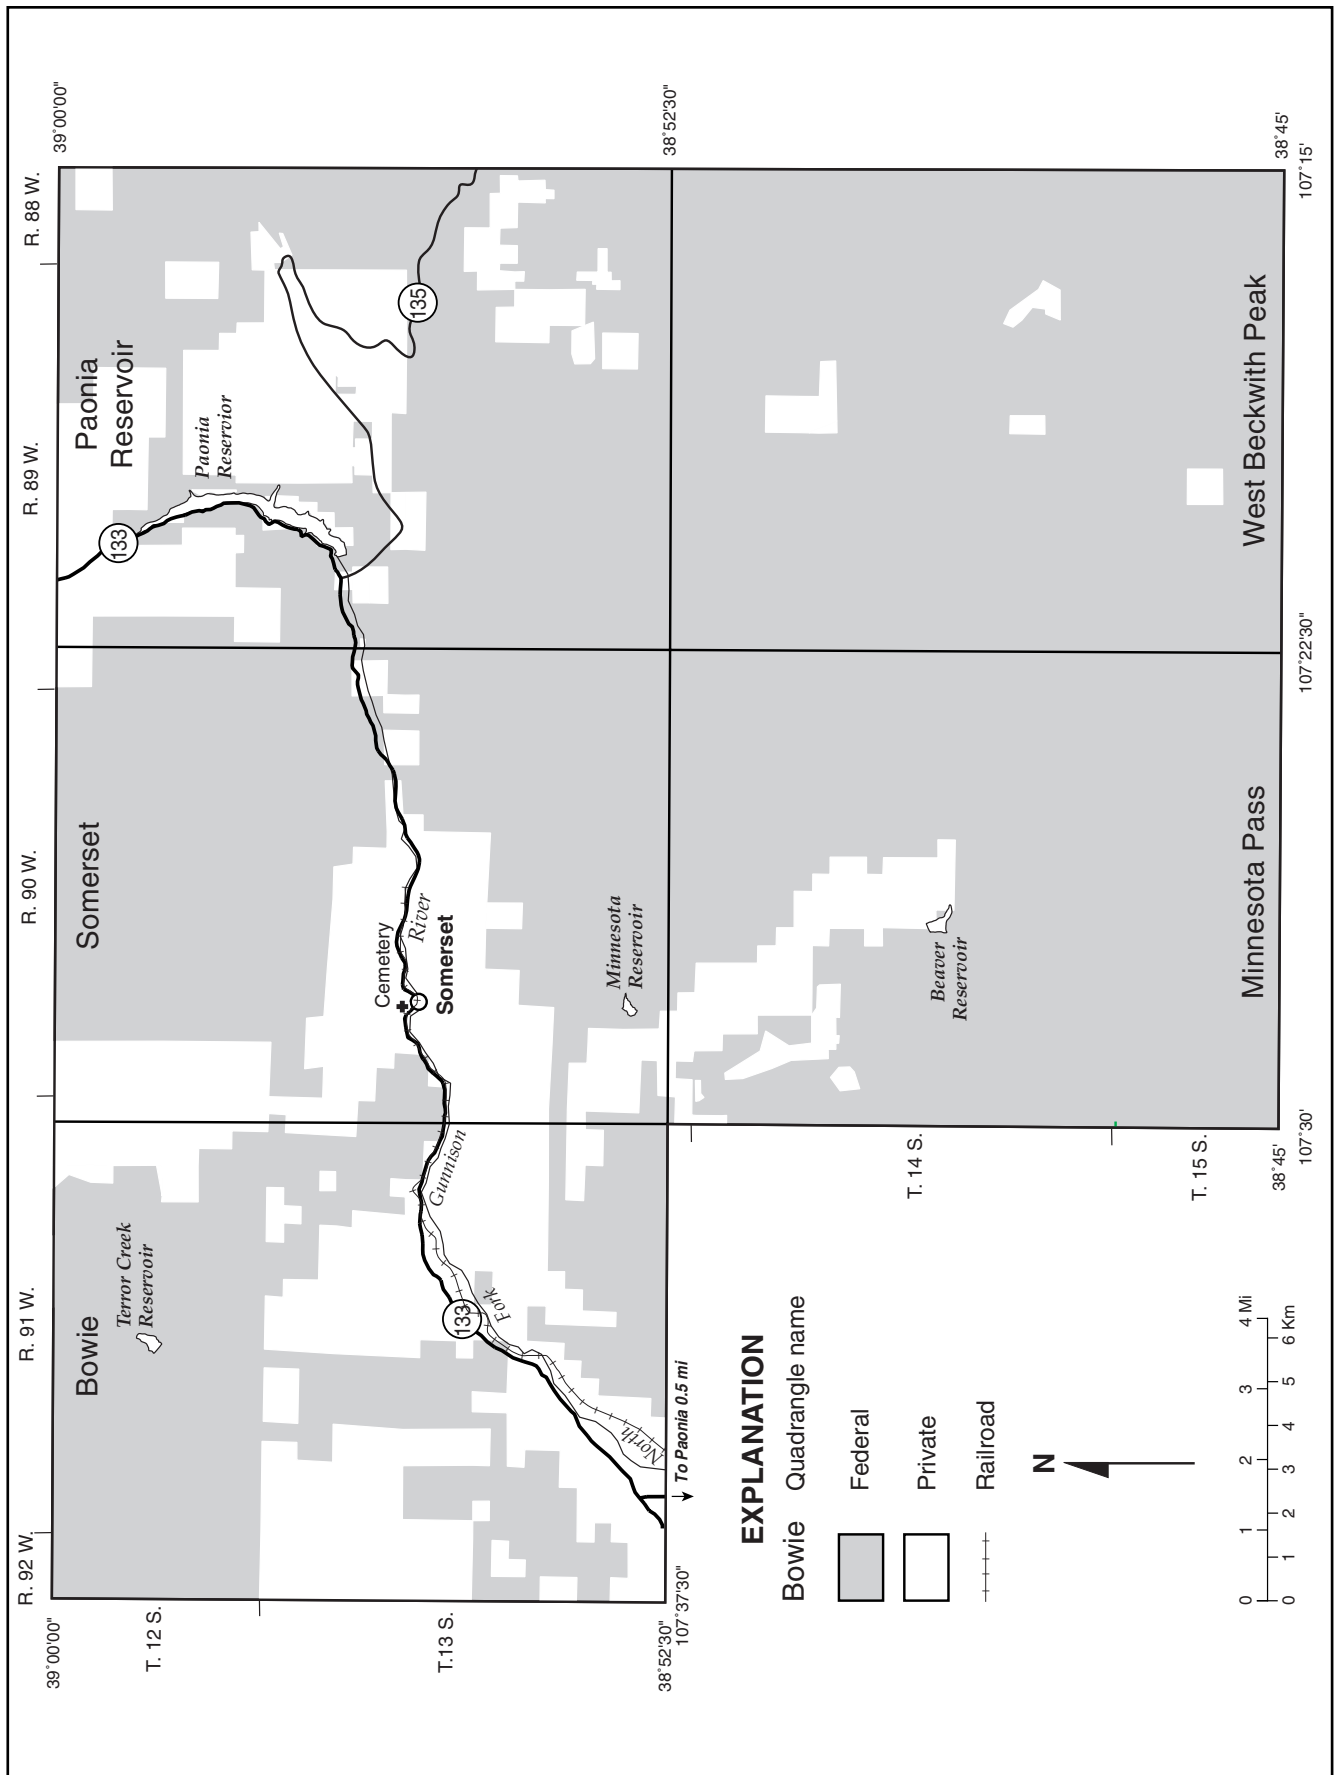 R. 92 W.
R. 91 W.
R. 90 W.
R. 89 W.
R. 88 W.
39°00'00"
39°00'00"
T. 12 S.
T.13 S.
Bowie
Somerset
Paonia
Reservoir
Terror Creek
Reservoir
133
Paonia
Reservior
Cemetery
River
Somerset
135
Gunnison
133
Fork
North
Minnesota
Reservoir
38°52'30"
107°37'30"
38°52'30"
To Paonia 0.5 mi
EXPLANATION
Bowie
Quadrangle name
Federal
Private
Railroad
N
0
1
2
3
4 Mi
0
1
2
3
4
5
6 Km
T. 14 S.
T. 15 S.
Beaver
Reservoir
Minnesota Pass
West Beckwith Peak
38°45'
107°30'
107°22'30"
38°45'
107°15'